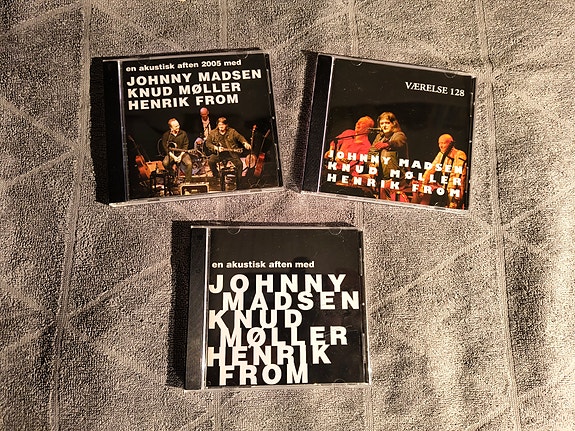 en akustisk aften 2005 med
JOHNNY MADSEN
KNUD MØLLER
HENRIK FROM
VÆRELSE 128
JOHNNY MADSEN
KNUD MØLLER
HENRIK FROM
en akustisk aften med
JOHNNY
MADSEN
KNUD
MØLLER
HENRIK
FROM